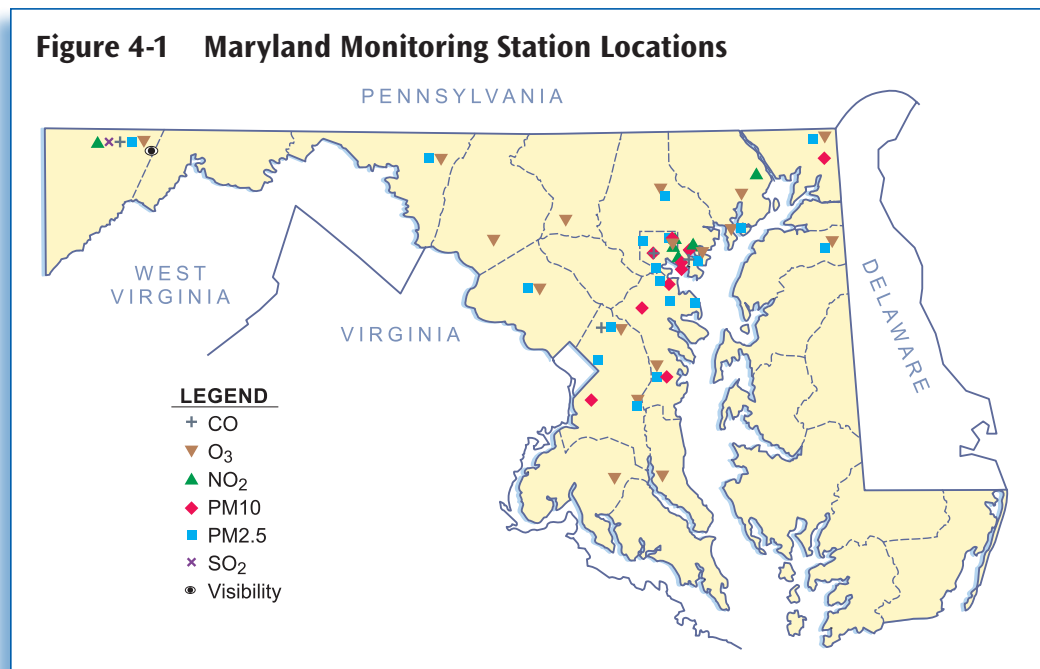 Figure 4-1 Maryland Monitoring Station Locations
PENNSYLVANIA
WEST
VIRGINIA
VIRGINIA
DELAWARE
LEGEND
CO
O₃
NO₂
PM10
PM2.5
SO₂
Visibility